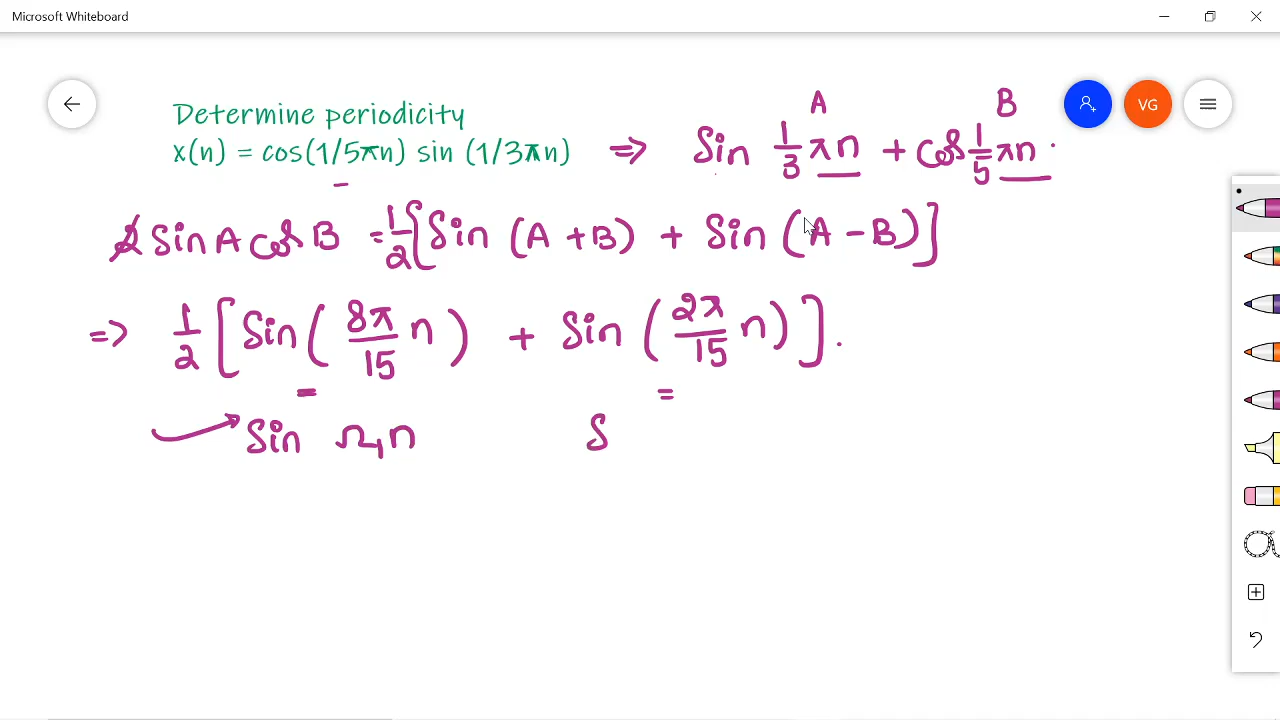 Microsoft Whiteboard
Determine periodicity
x(n) = cos(1/5πn) sin (1/3πn) => Sin 1/3 πn + cos 1/5 πn .
A B
VG
2 Sin A cos B = 1/2 [Sin (A + B) + Sin (A - B)]
=> 1/2 [Sin (8π/15 n) + Sin (2π/15 n)] .
Sin Ω1n S